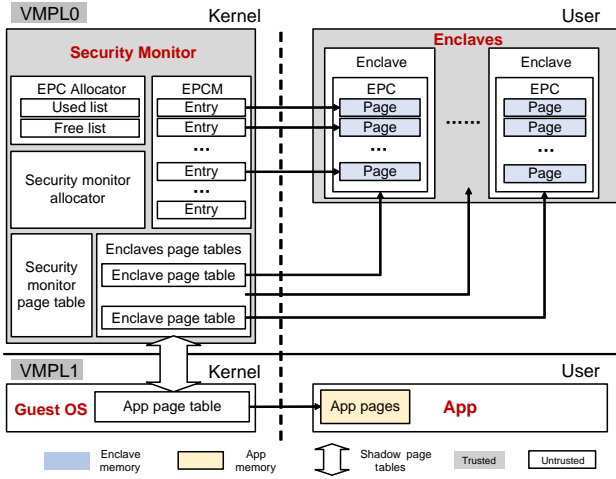 VMPL0
Kernel
User
Security Monitor
EPC Allocator
Used list
Free list
EPCM
Entry
Entry
...
Entry
...
Entry
Security monitor
allocator
Security
monitor
page table
Enclaves page tables
Enclave page table
Enclave page table
Enclaves
Enclave
EPC
Page
Page
...
Page
......
Enclave
EPC
Page
Page
...
Page
VMPL1
Kernel
User
Guest OS
App page table
App pages
App
Enclave
memory
App
memory
Shadow page
tables
Trusted
Untrusted